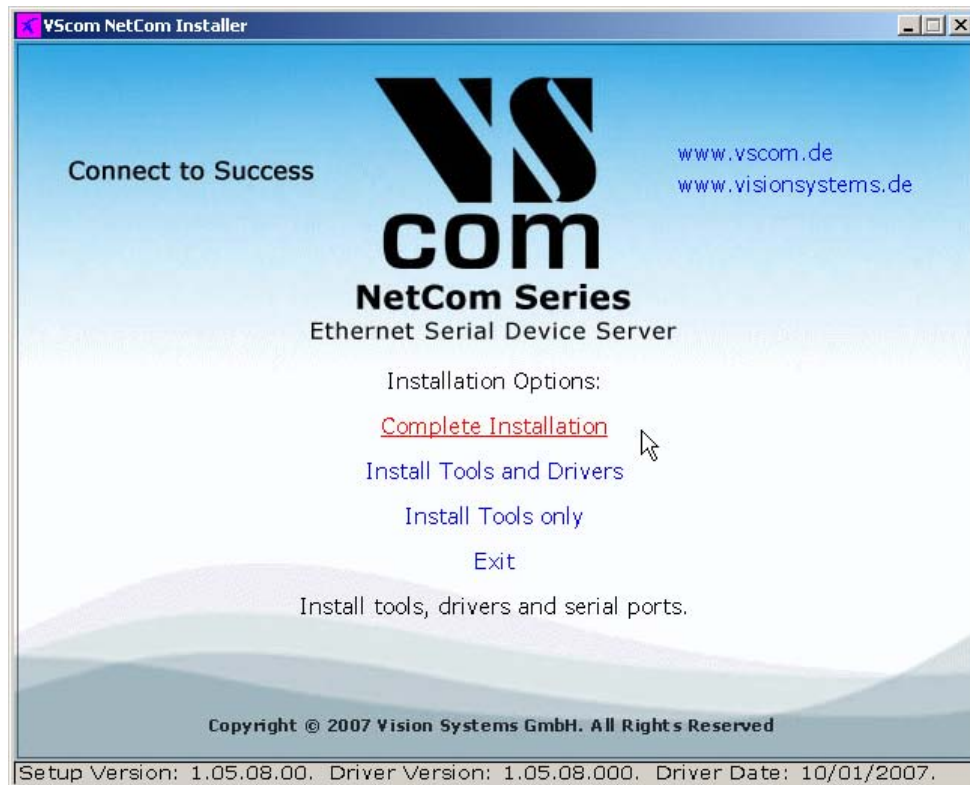 VScom NetCom Installer
VS
com
Connect to Success
www.vscom.de
www.visionsystems.de
NetCom Series
Ethernet Serial Device Server
Installation Options:
Complete Installation
Install Tools and Drivers
Install Tools only
Exit
Install tools, drivers and serial ports.
Copyright © 2007 Vision Systems GmbH. All Rights Reserved
Setup Version: 1.05.08.00. Driver Version: 1.05.08.000. Driver Date: 10/01/2007.